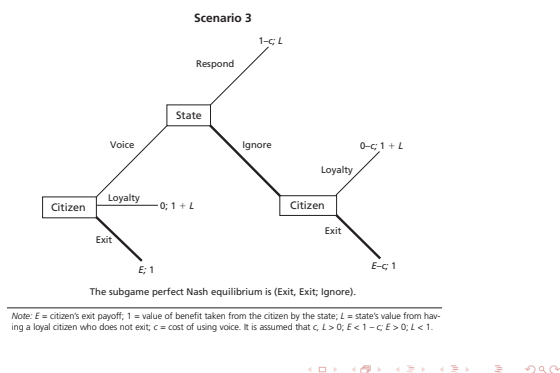 Scenario 3
1–c; L
Respond
State
Voice
Ignore
0–c; 1 + L
Loyalty
Loyalty
0; 1 + L
Citizen
Citizen
Exit
Exit
E; 1
E–c; 1
The subgame perfect Nash equilibrium is (Exit, Exit; Ignore).
Note: E = citizen's exit payoff; 1 = value of benefit taken from the citizen by the state; L = state's value from hav-
ing a loyal citizen who does not exit; c = cost of using voice. It is assumed that c, L > 0; E < 1 – c; E > 0; L < 1.